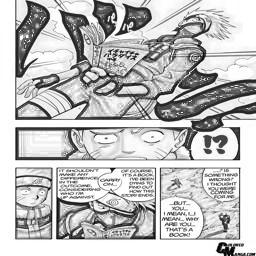 !?
...IS
SOMETHING
WRONG?
I THOUGHT
YOU WERE
COMING
FOR ME.
...BUT...
YOU...
I MEAN,
I...I
MEAN...
WHY ARE
YOU...
THAT'S A
BOOK!
OF COURSE,
IT'S A BOOK.
I'VE BEEN
TO
FIND OUT
HOW THIS
STORY ENDS.
CARRY
ON...
IT SHOULDN'T
MAKE ANY
DIFFERENCE
IN THE
OUTCOME,
CONSIDERING
WHO I'M
UP AGAINST.
COLORED
MANGA.COM